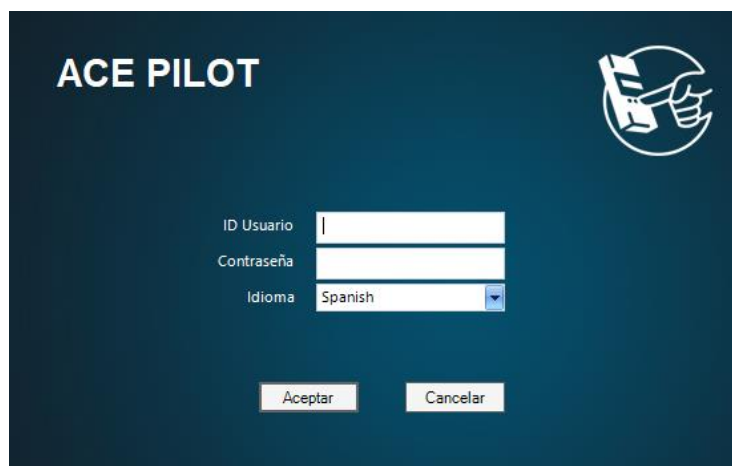 ACE PILOT
ID Usuario
Contraseña
Idioma Spanish
Aceptar Cancelar